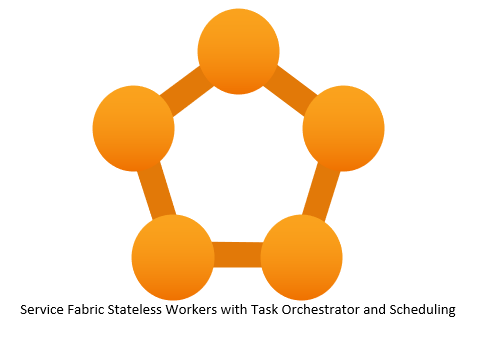 Service Fabric Stateless Workers with Task Orchestrator and Scheduling